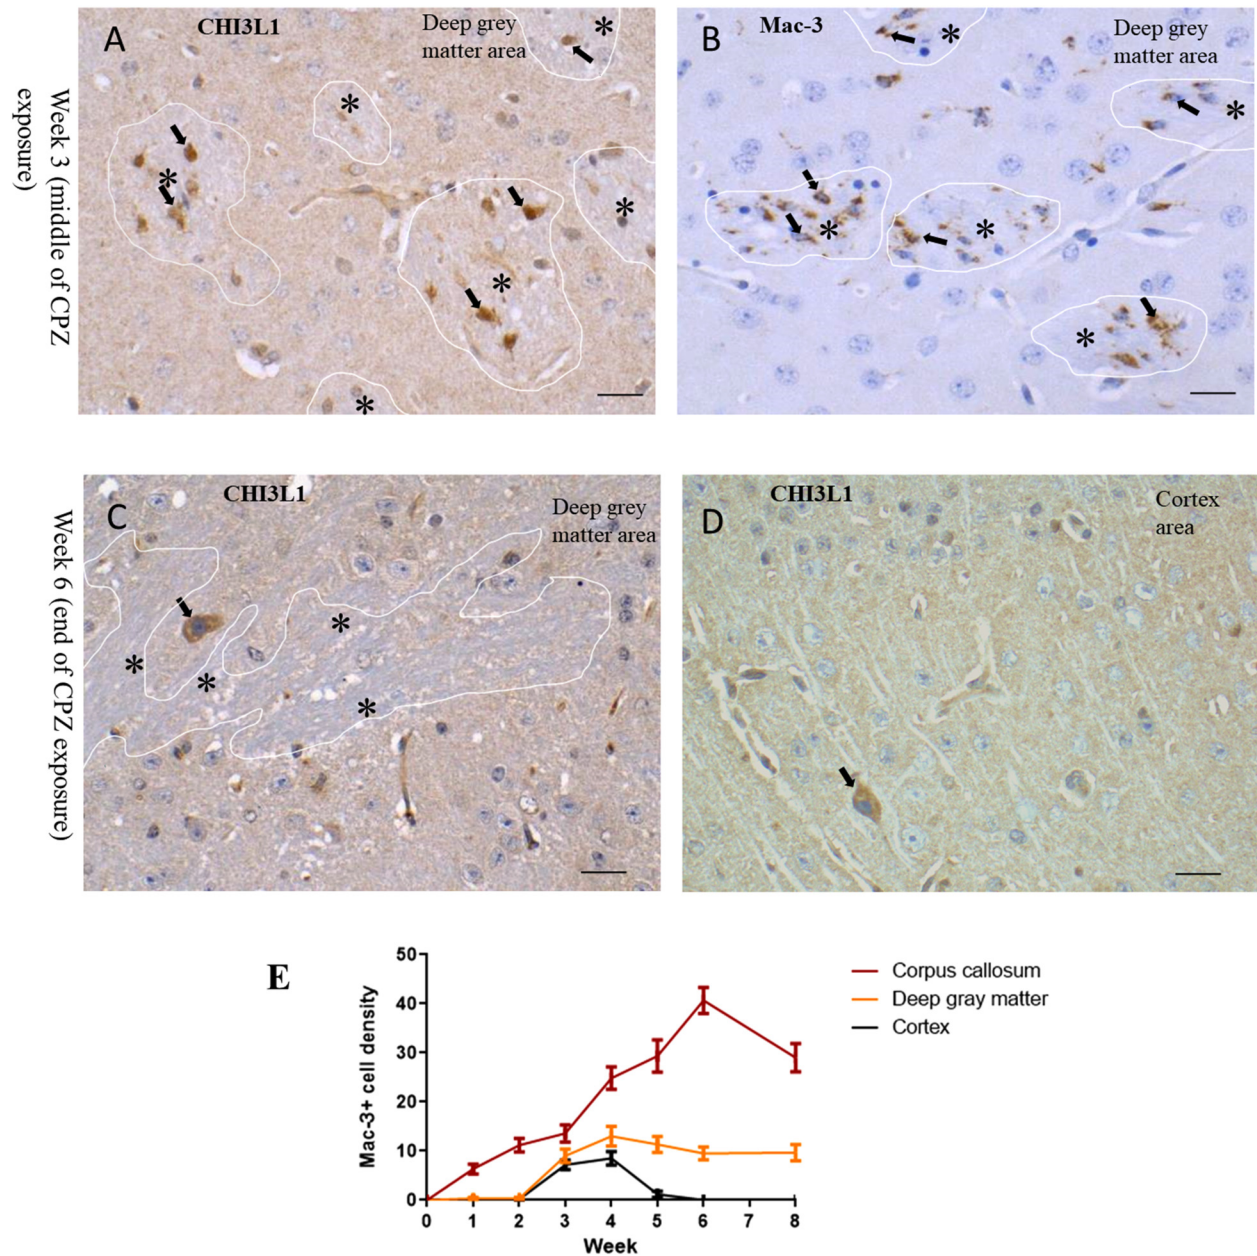 A
CHI3L1
Deep grey
matter area
*
*
*
*
*
*
Week 3 (middle of CPZ
exposure)
B
Mac-3
Deep grey
matter area
*
*
*
*
*
C
CHI3L1
Deep grey
matter area
*
*
*
*
Week 6 (end of CPZ exposure)
D
CHI3L1
Cortex
area
E
Mac-3+ cell density
50
40
30
20
10
0
0 1 2 3 4 5 6 7 8
Week
Corpus callosum
Deep gray matter
Cortex